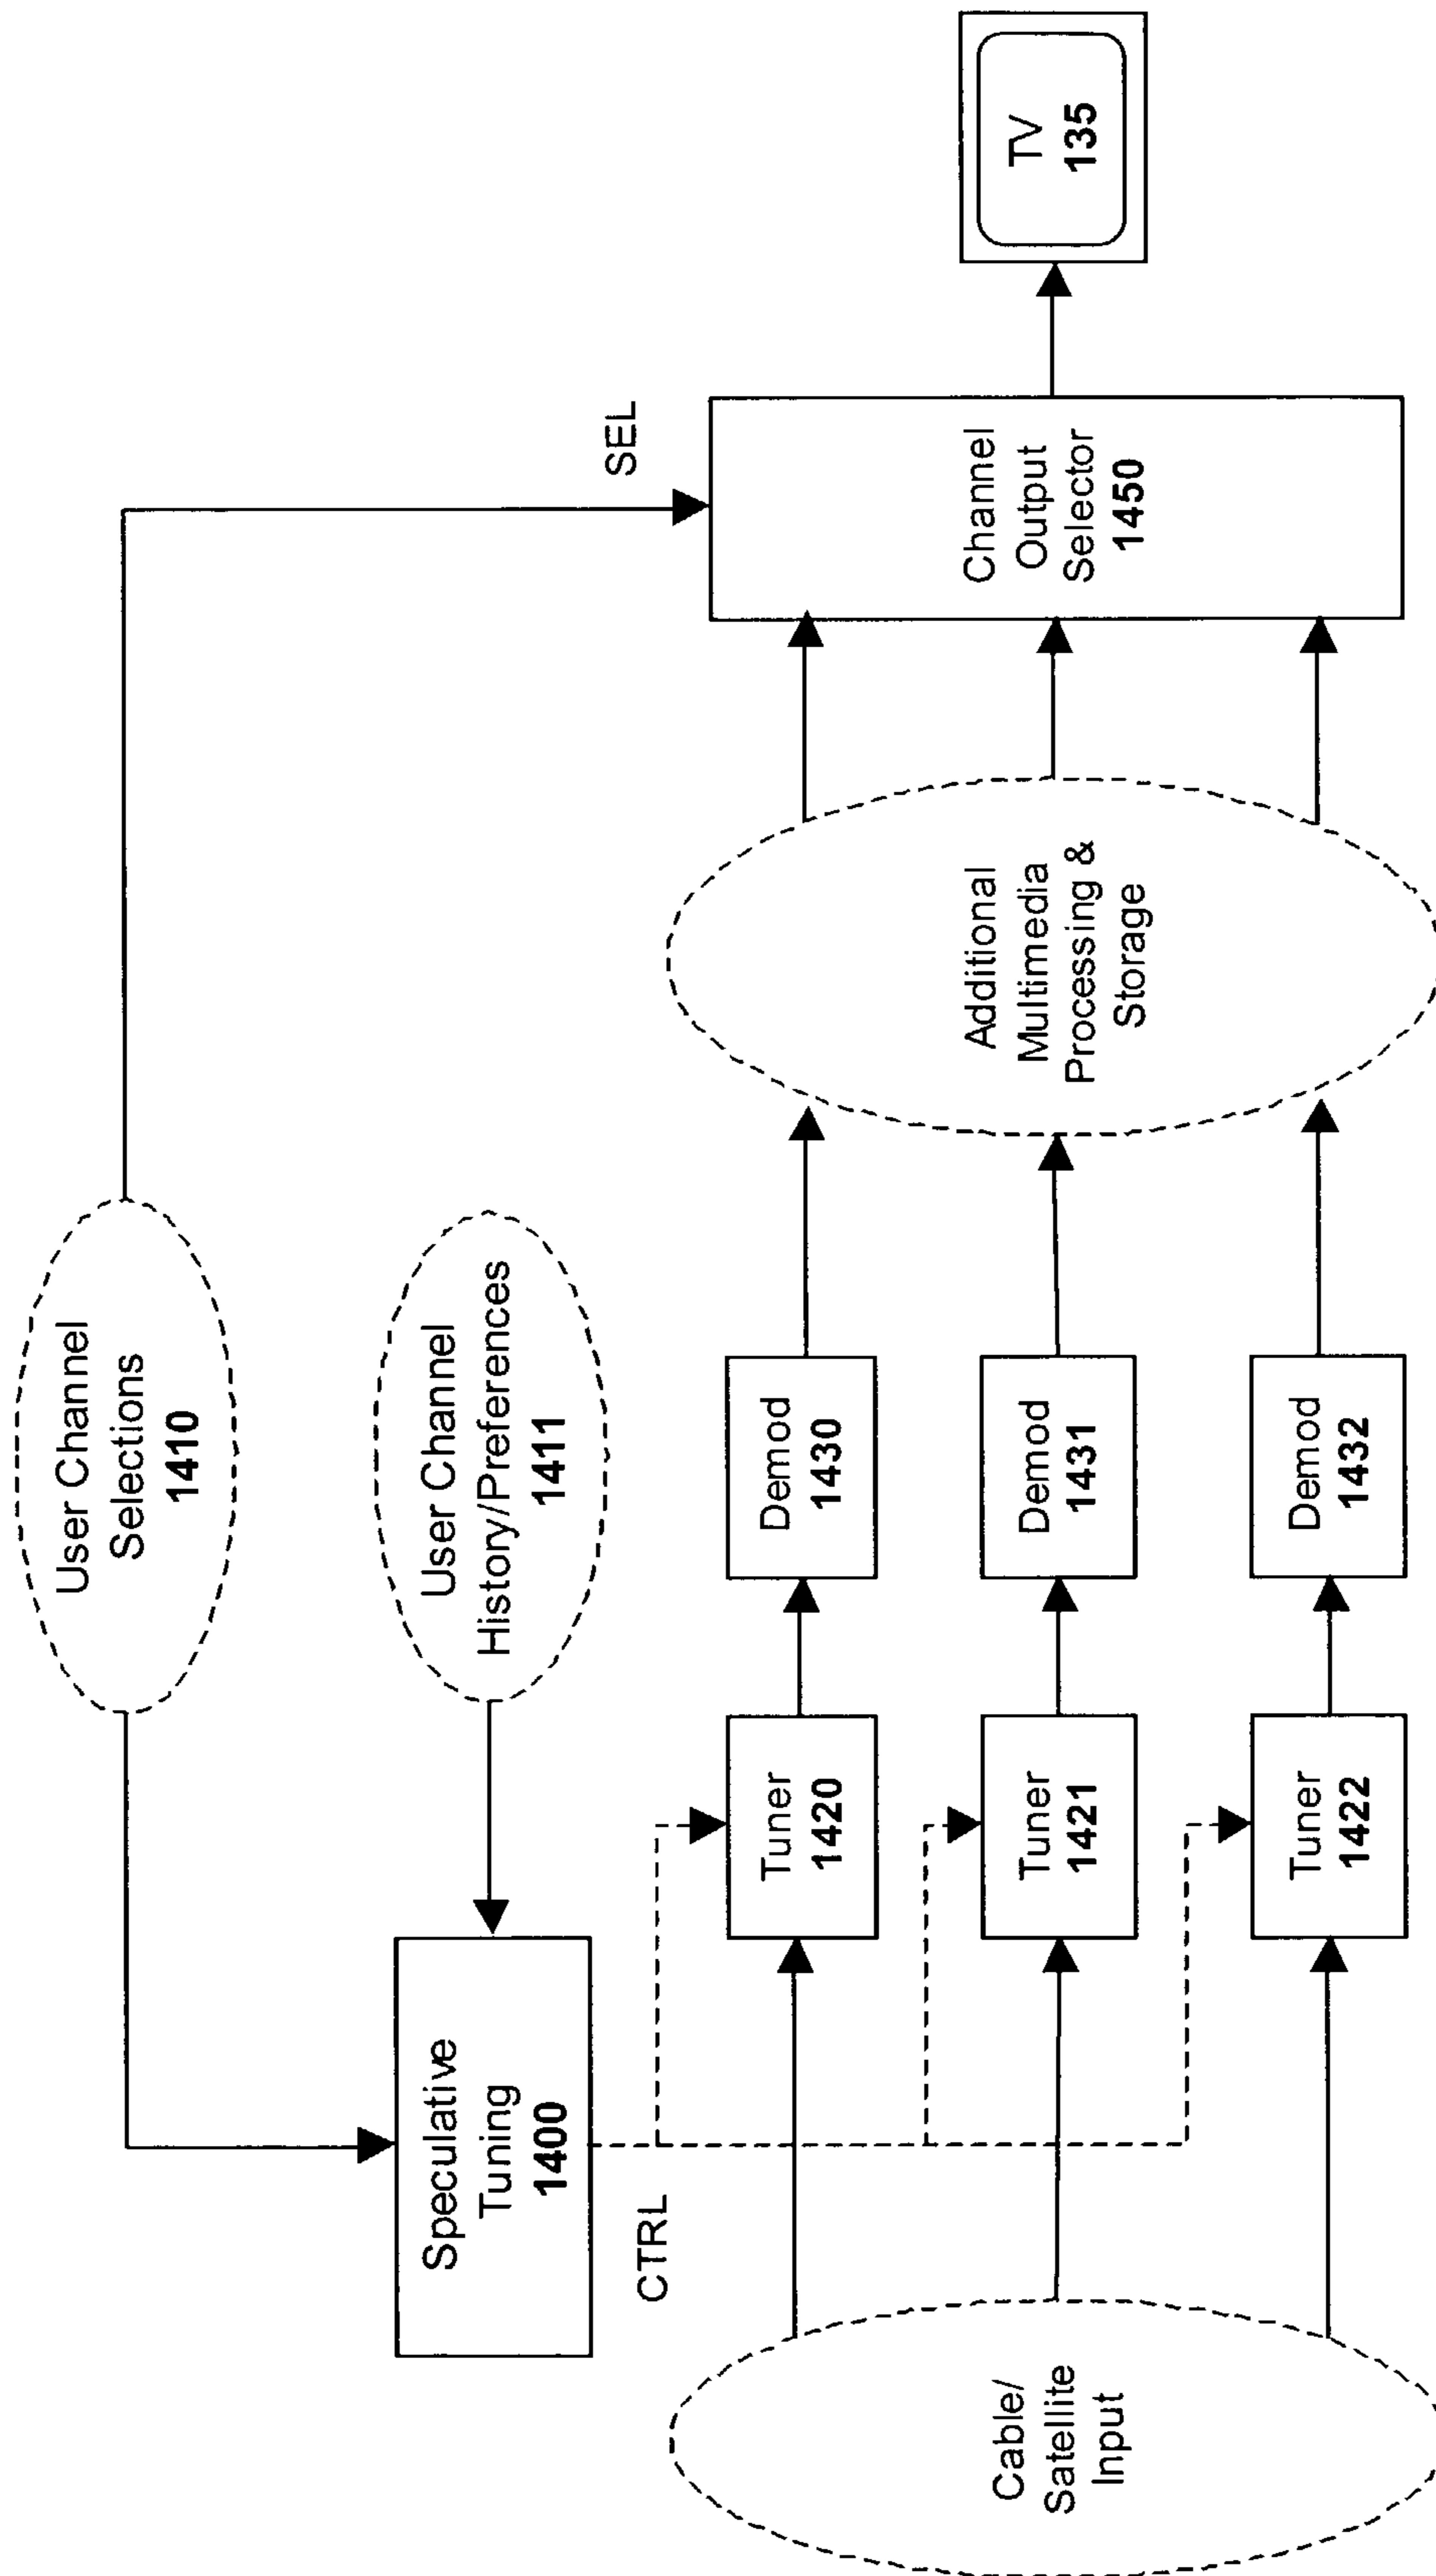 User Channel
Selections
1410
User Channel
History/Preferences
1411
Speculative
Tuning
1400
CTRL
SEL
Cable/
Satellite
Input
Tuner
1420
Demod
1430
Tuner
1421
Demod
1431
Tuner
1422
Demod
1432
Additional
Multimedia
Processing &
Storage
Channel
Output
Selector
1450
TV
135